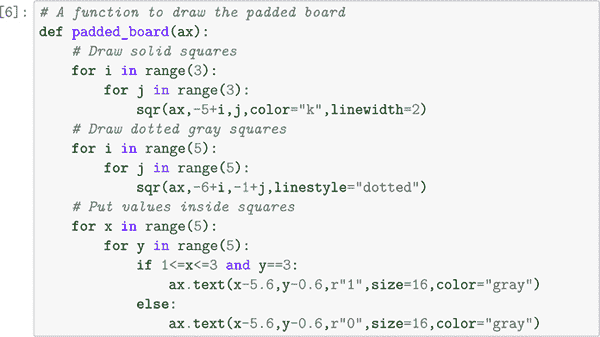 [6]: # A function to draw the padded board
def padded_board(ax):
    # Draw solid squares
    for i in range(3):
        for j in range(3):
            sqr(ax,-5+i,j,color="k",linewidth=2)
    # Draw dotted gray squares
    for i in range(5):
        for j in range(5):
            sqr(ax,-6+i,-1+j,linestyle="dotted")
    # Put values inside squares
    for x in range(5):
        for y in range(5):
            if 1<=x<=3 and y==3:
                ax.text(x-5.6,y-0.6,r"1",size=16,color="gray")
            else:
                ax.text(x-5.6,y-0.6,r"0",size=16,color="gray")